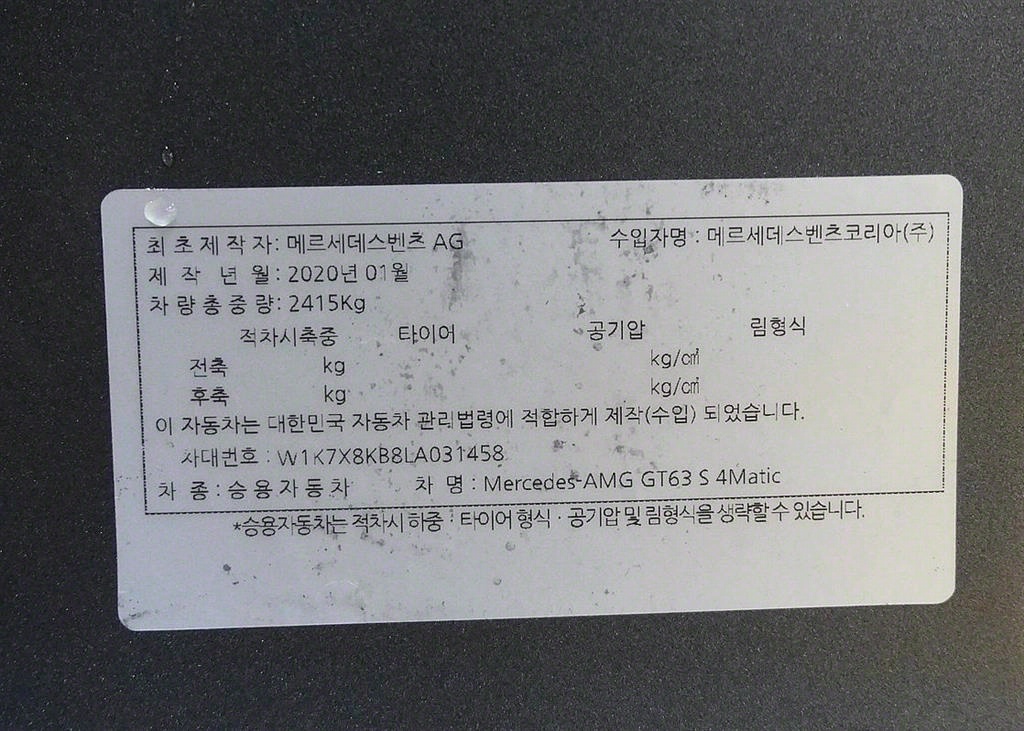 최 초 제 작 자: 메르세데스벤츠 AG 수입자명 : 메르세데스벤츠코리아(주)
제 작 년 월 : 2020년 01월
차 량 총 중 량: 2415Kg
적차시축중 타이어 공기압 림형식
전축 kg kg/㎠
후축 kg kg/㎠
이 자동차는 대한민국 자동차 관리법령에 적합하게 제작(수입) 되었습니다.
차대번호 : W1K7X8KB8LA031458
차 종 : 승 용 자 동 차 차 명 : Mercedes-AMG GT63 S 4Matic
*승용자동차는 적차시 하중 · 타이어 형식 · 공기압 및 림형식을 생략할 수 있습니다.